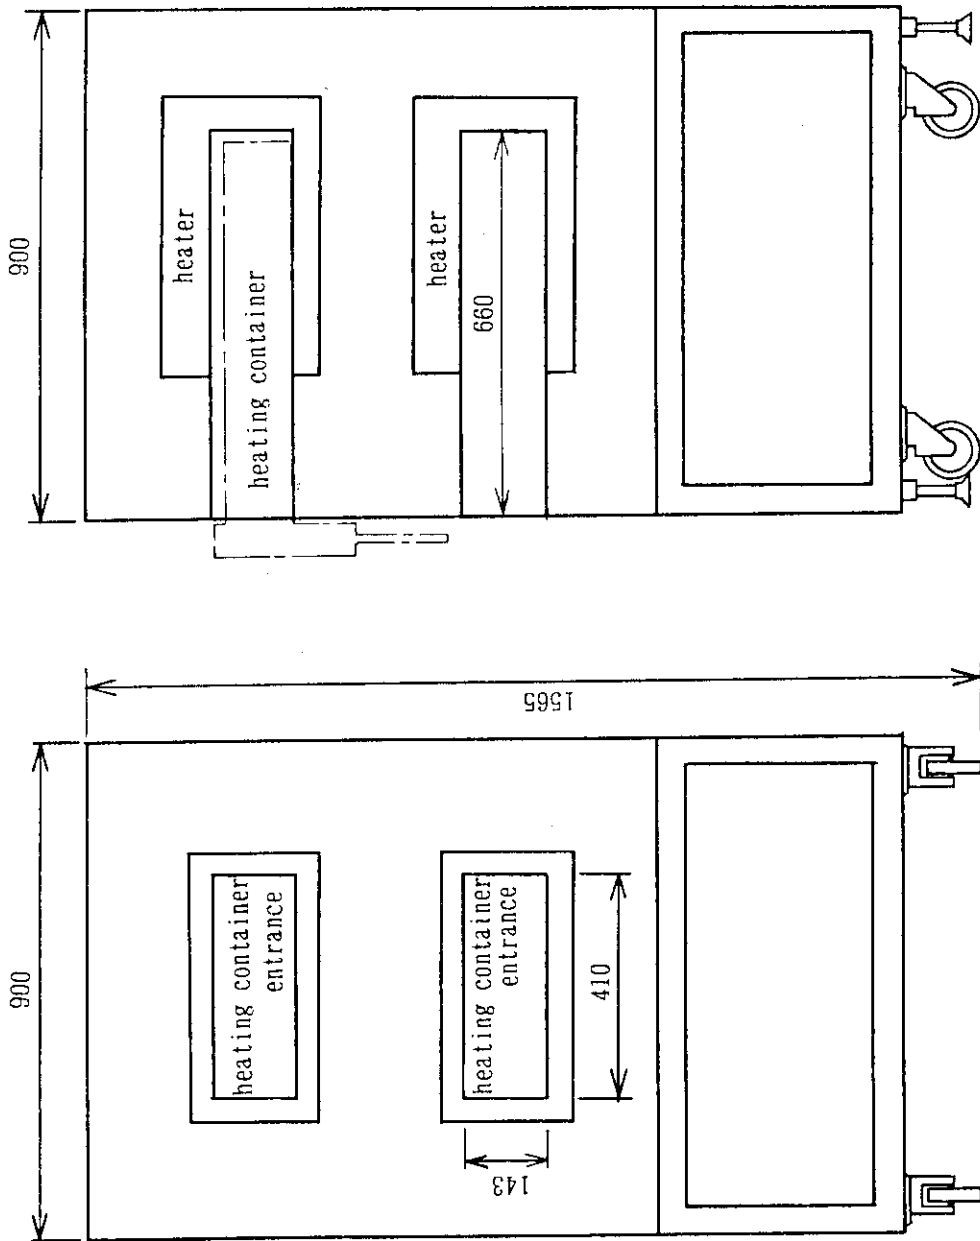 900
heater
heating container
heater
660
1565
900
heating container
entrance
heating container
entrance
410
143